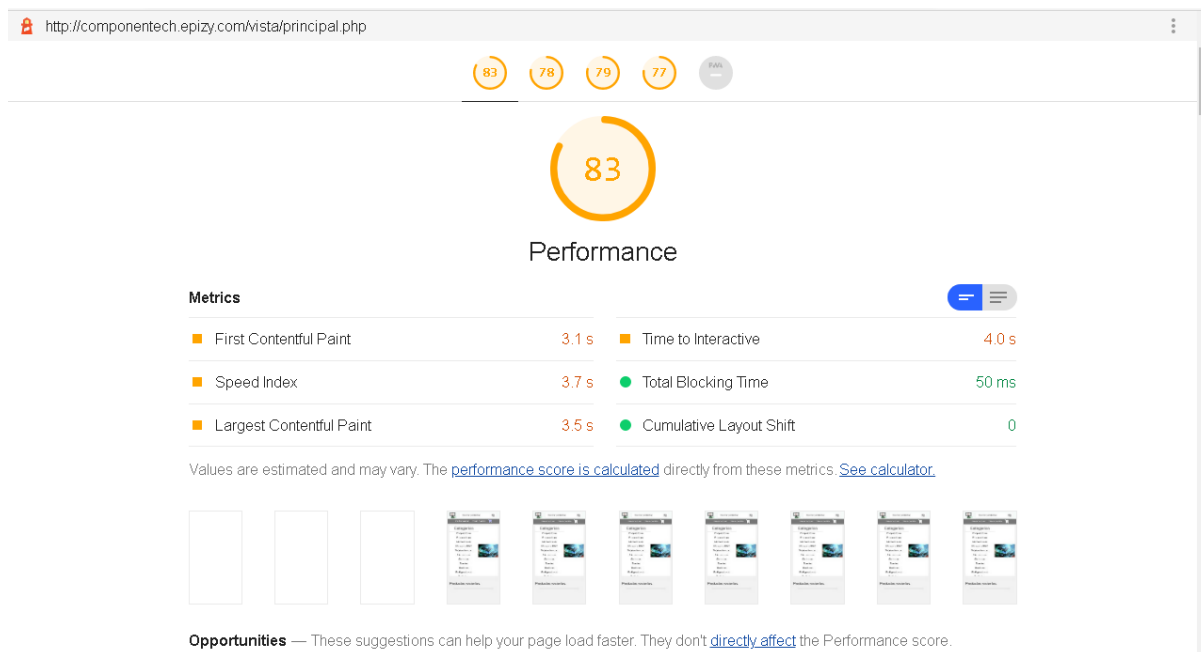 http://componentech.epizy.com/vista/principal.php
83 78 79 77 PWA
83
Performance
Metrics
First Contentful Paint 3.1 s Time to Interactive 4.0 s
Speed Index 3.7 s Total Blocking Time 50 ms
Largest Contentful Paint 3.5 s Cumulative Layout Shift 0
Values are estimated and may vary. The performance score is calculated directly from these metrics. See calculator.
Categorías
Productos recientes.
Opportunities — These suggestions can help your page load faster. They don't directly affect the Performance score.